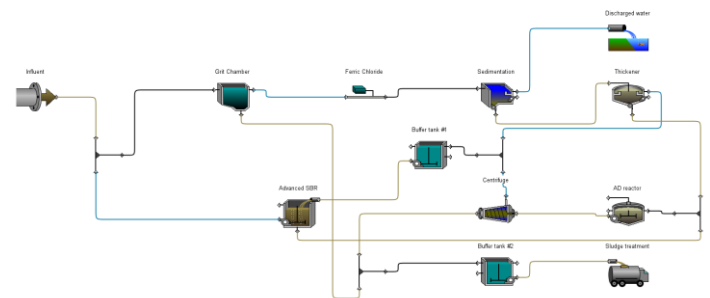 Discharged water
Influent
Grit Chamber
Ferric Chloride
Sedimentation
Thickener
Buffer tank #1
Advanced SBR
Centrifuge
AD reactor
Buffer tank #2
Sludge treatment